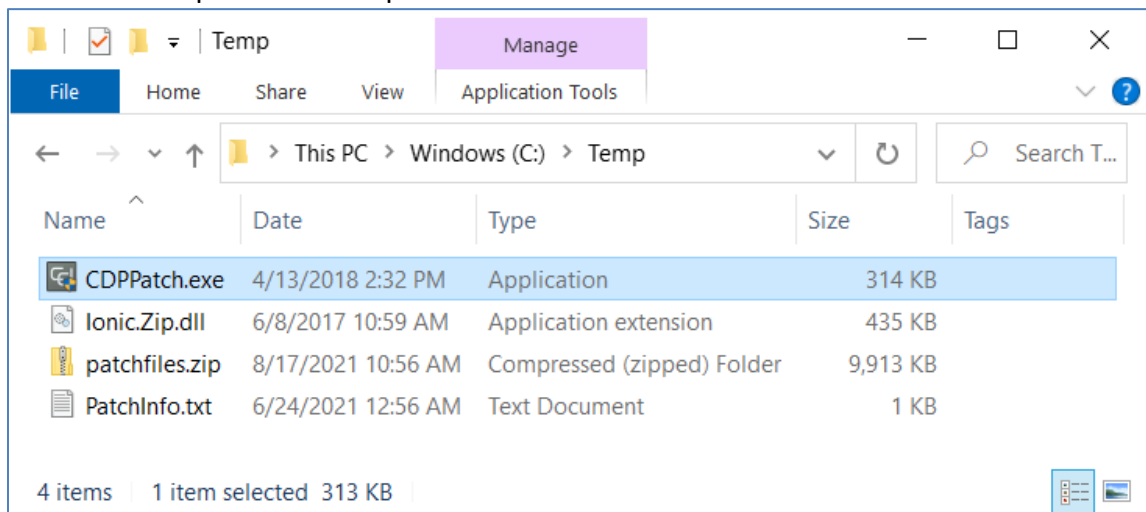 Temp
Manage
File Home Share View Application Tools
This PC > Windows (C:) > Temp Search T...
Name Date Type Size Tags
CDPPatch.exe 4/13/2018 2:32 PM Application 314 KB
Ionic.Zip.dll 6/8/2017 10:59 AM Application extension 435 KB
patchfiles.zip 8/17/2021 10:56 AM Compressed (zipped) Folder 9,913 KB
PatchInfo.txt 6/24/2021 12:56 AM Text Document 1 KB
4 items 1 item selected 313 KB